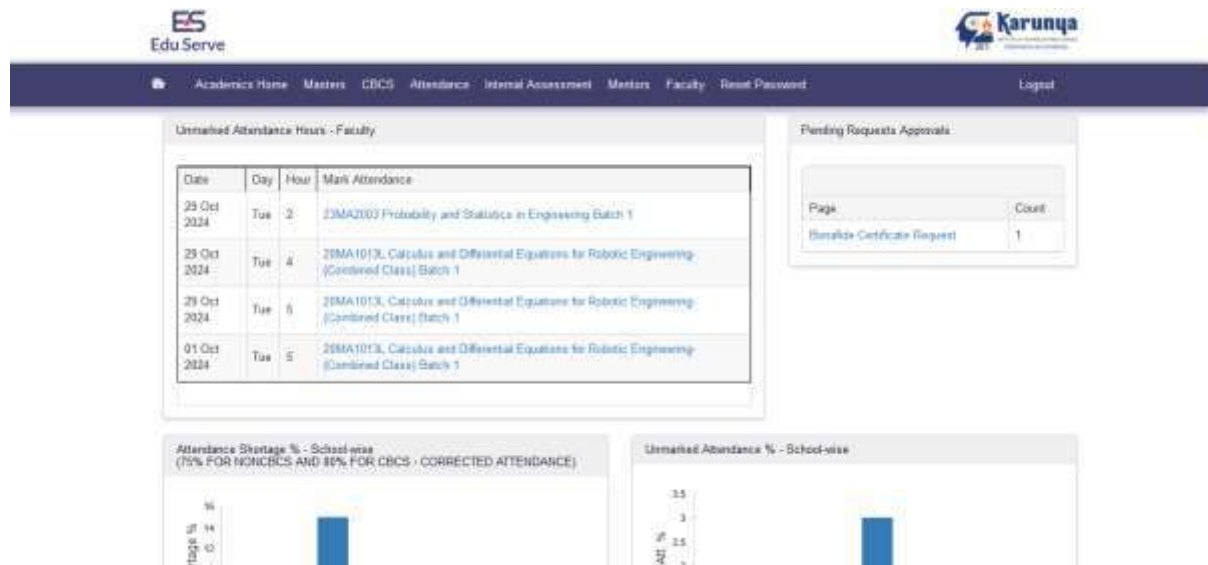 ES
Edu Serve
Karunya
Academics Home Masters CBCS Attendance Internal Assessment Mentors Faculty Reset Password Logout
Unmarked Attendance Hours - Faculty
Date Day Hour Mark Attendance
29 Oct
2024
Tue 2 23MA2003 Probability and Statistics in Engineering Batch 1
29 Oct
2024
Tue 4 20MA1013L Calculus and Differential Equations for Robotic Engineering-
(Combined Class) Batch 1
29 Oct
2024
Tue 5 20MA1013L Calculus and Differential Equations for Robotic Engineering-
(Combined Class) Batch 1
01 Oct
2024
Tue 5 20MA1013L Calculus and Differential Equations for Robotic Engineering-
(Combined Class) Batch 1
Pending Requests Approvals
Page Count
Bonafide Certificate Request 1
Attendance Shortage % - School-wise
(75% FOR NONCBCS AND 80% FOR CBCS - CORRECTED ATTENDANCE)
16
14
12
Unmarked Attendance % - School-wise
3.5
3
2.5
Att. %